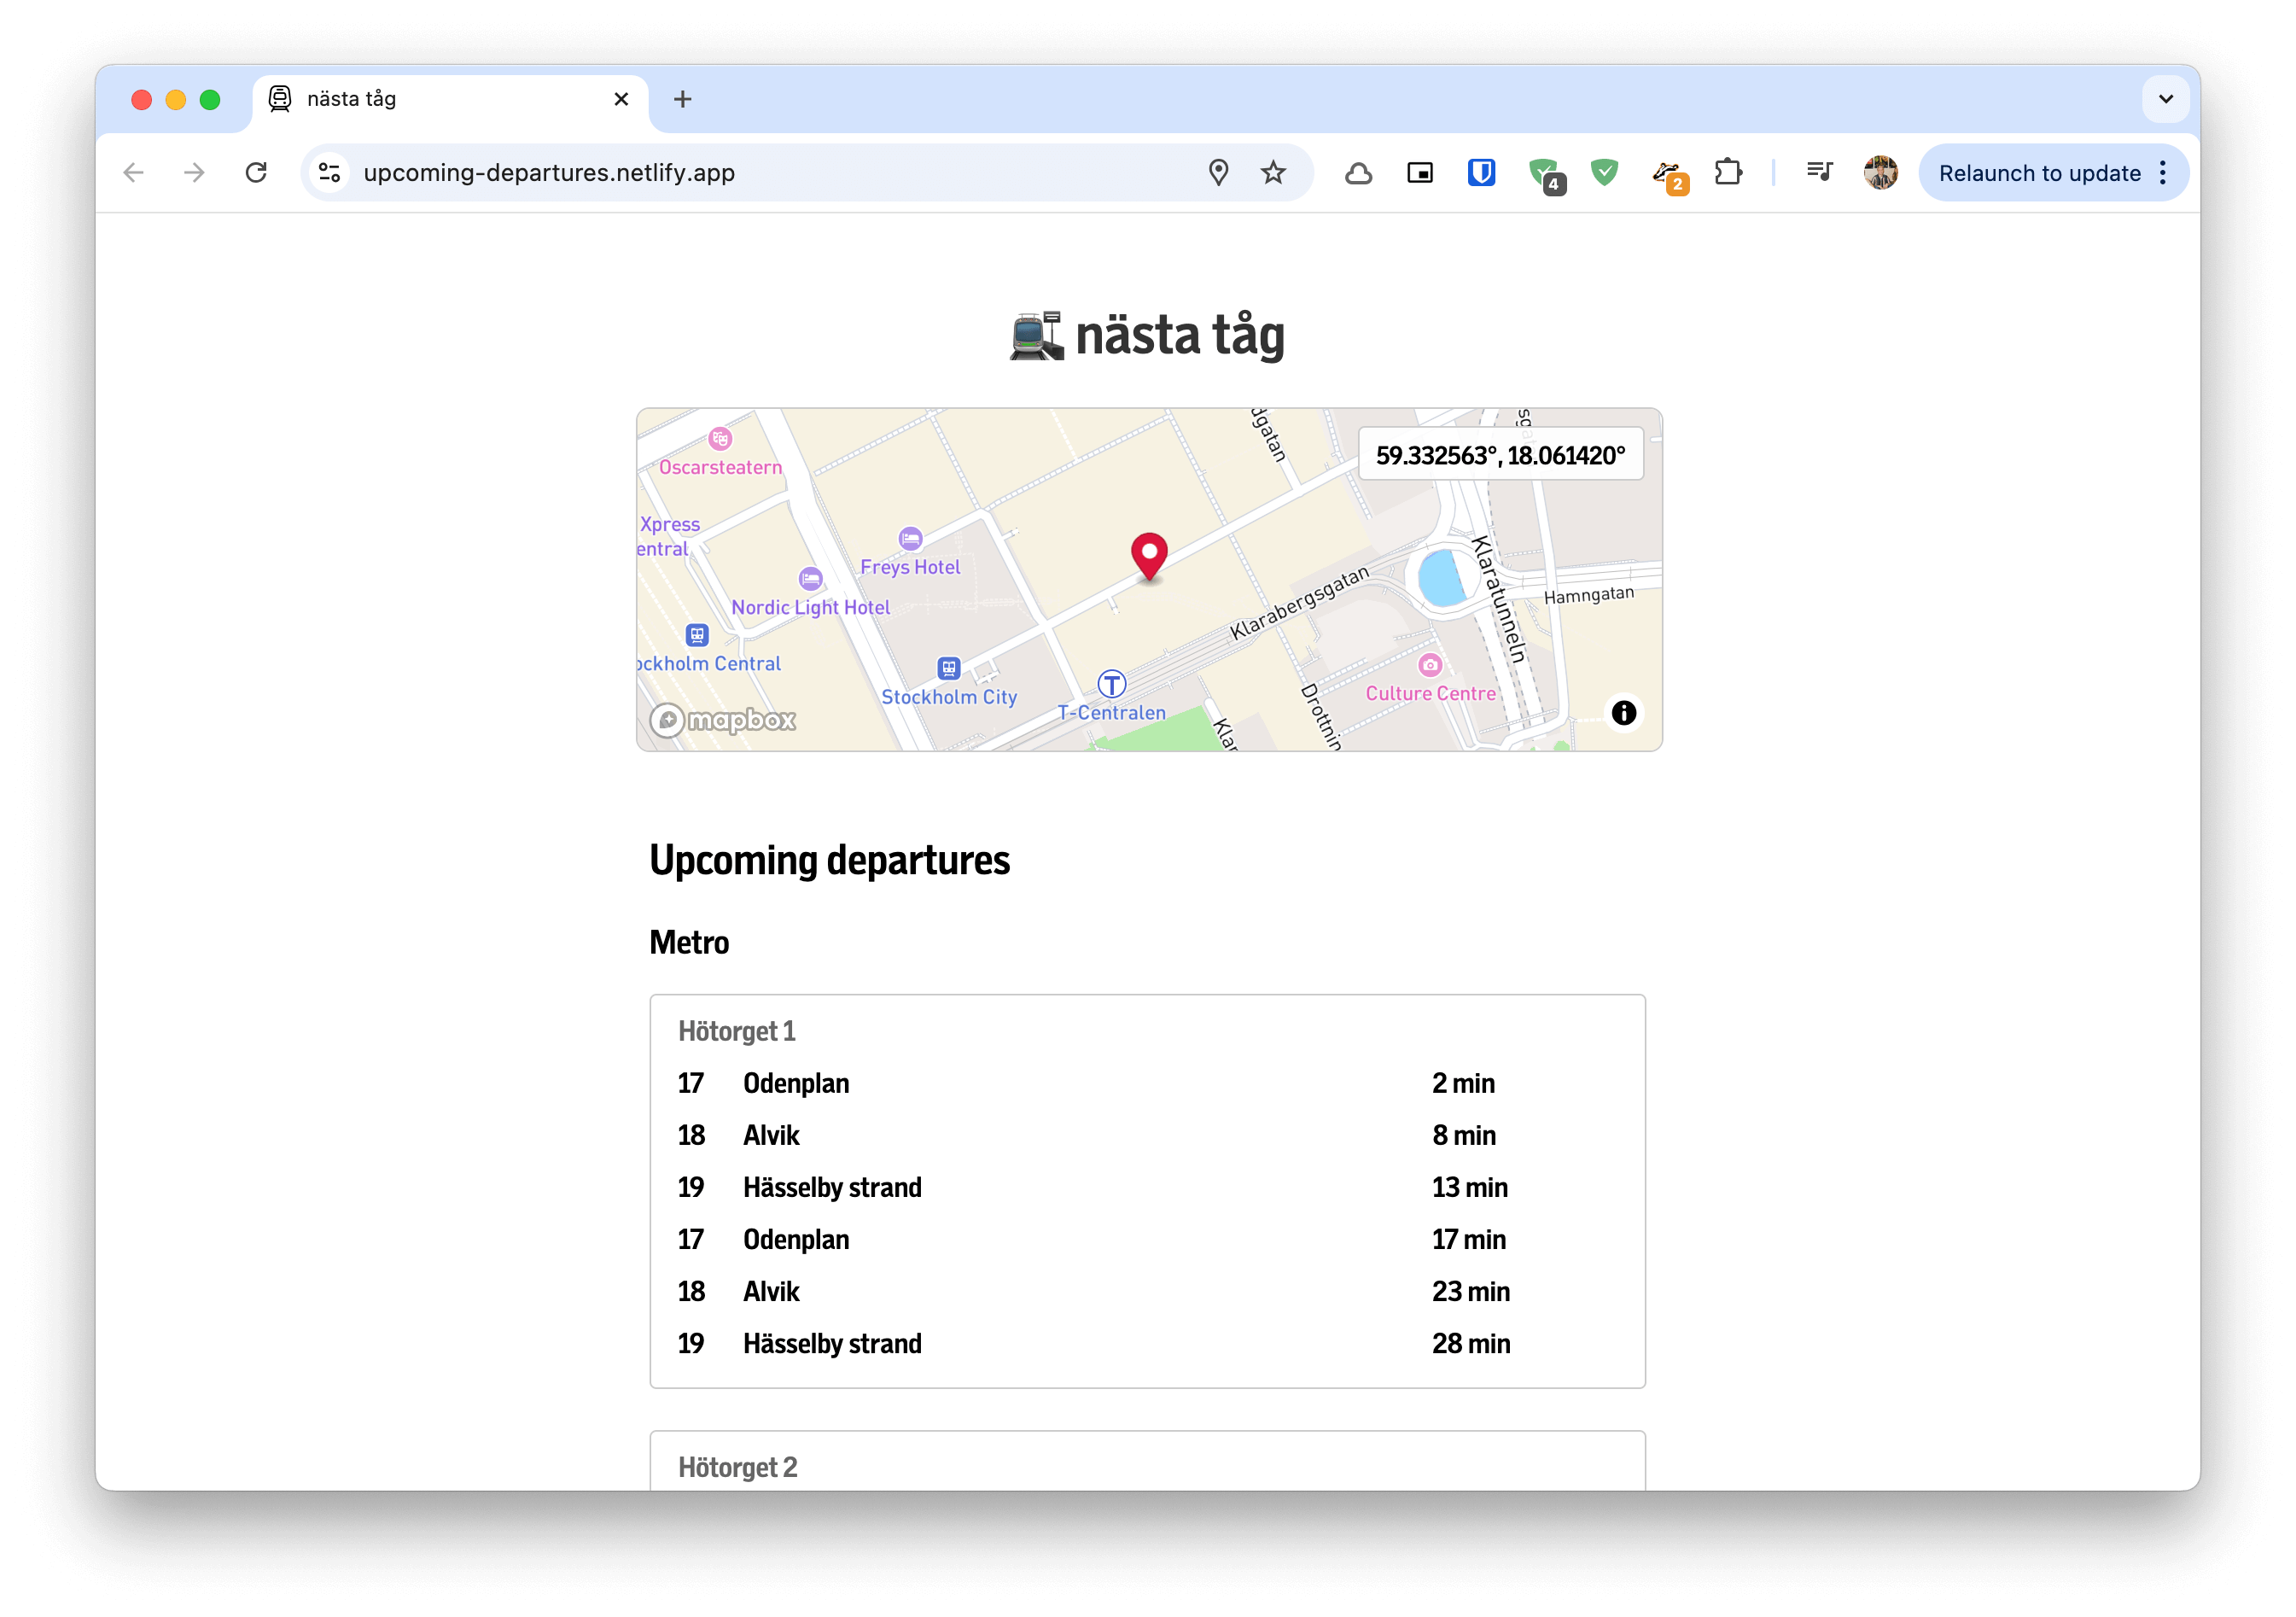 nästa tåg
upcoming-departures.netlify.app
4
2
Relaunch to update
nästa tåg
dgatan
sg
Oscarsteatern
59.332563°, 18.061420°
Xpress
entral
Freys Hotel
Nordic Light Hotel
Klarabergsgatan
Klaratunneln
Hamngatan
ockholm Central
Stockholm City
T
T-Centralen
Culture Centre
Drottnin
Klar
mapbox
Upcoming departures
Metro
Hötorget 1
17 Odenplan 2 min
18 Alvik 8 min
19 Hässelby strand 13 min
17 Odenplan 17 min
18 Alvik 23 min
19 Hässelby strand 28 min
Hötorget 2